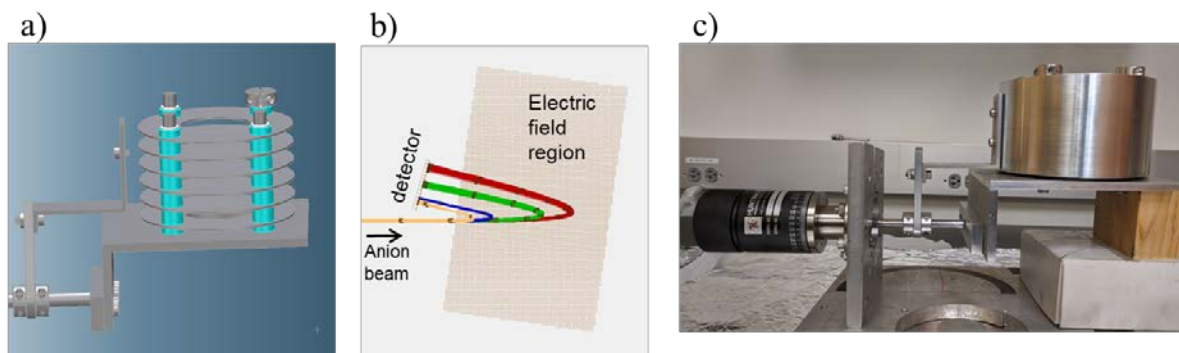 a)
b)
c)
Electric
field
region
detector
Anion
beam